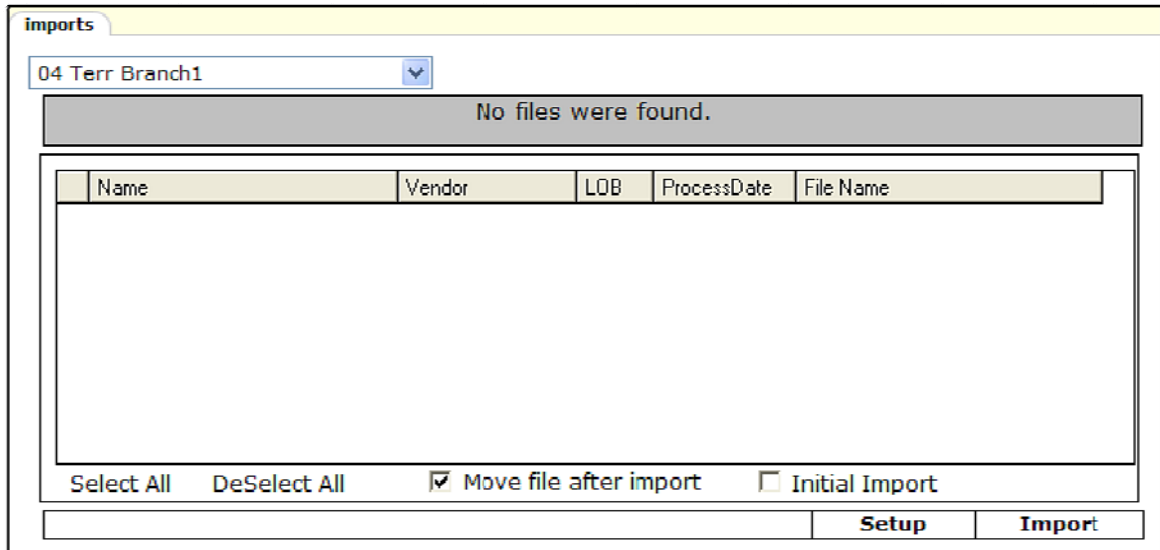 imports
04 Terr Branch1
No files were found.
Name Vendor LOB ProcessDate File Name
Select All DeSelect All Move file after import Initial Import
Setup Import